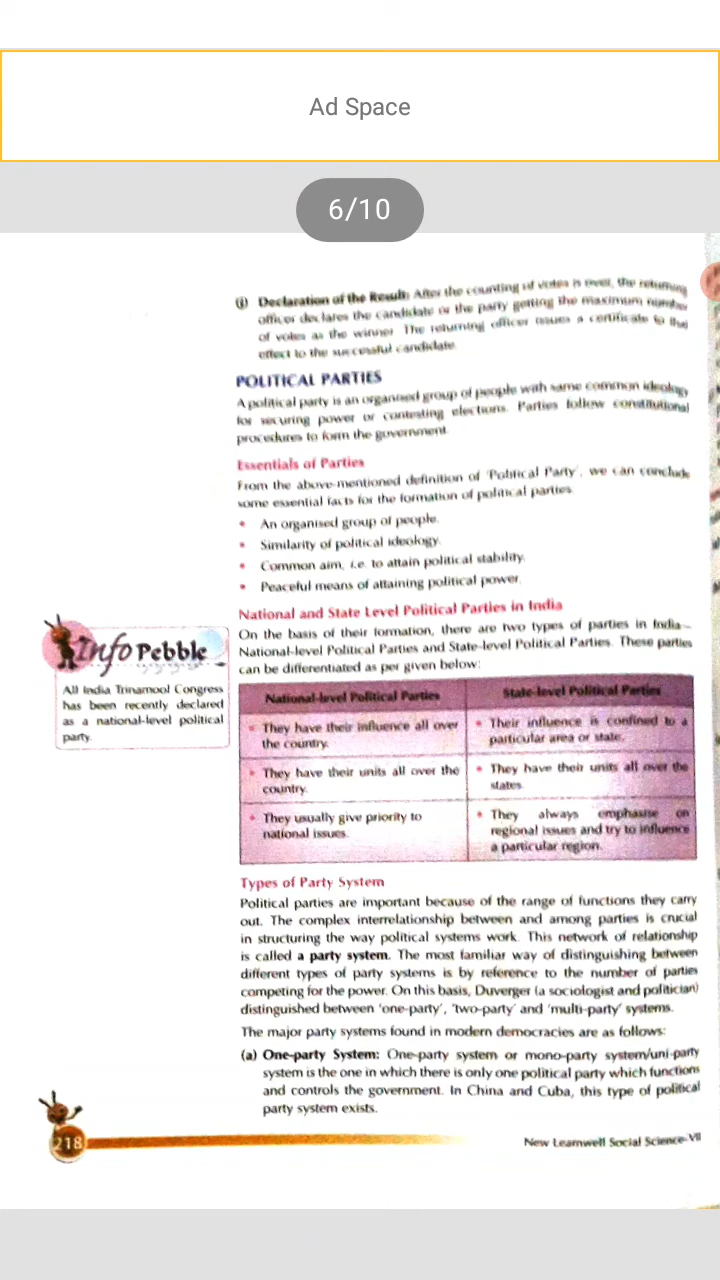 Ad Space
6/10
(j) Declaration of the Result: After the counting of votes is over, the returning
officer declares the candidate or the party getting the maximum number
of votes as the winner. The returning officer issues a certificate to that
effect to the successful candidate.
POLITICAL PARTIES
A political party is an organised group of people with same common ideology
for securing power or contesting elections. Parties follow constitutional
procedures to form the government.
Essentials of Parties
From the above-mentioned definition of 'Political Party', we can conclude
some essential facts for the formation of political parties.
• An organised group of people.
• Similarity of political ideology.
• Common aim, i.e. to attain political stability.
• Peaceful means of attaining political power.
National and State Level Political Parties in India
On the basis of their formation, there are two types of parties in India—
National-level Political Parties and State-level Political Parties. These parties
can be differentiated as per given below:
Info Pebble
All India Trinamool Congress
has been recently declared
as a national-level political
party.
National-level Political Parties
State-level Political Parties
• They have their influence all over
the country.
• Their influence is confined to a
particular area or state.
• They have their units all over the
country.
• They have their units all over the
states.
• They usually give priority to
national issues.
• They always emphasise on
regional issues and try to influence
a particular region.
Types of Party System
Political parties are important because of the range of functions they carry
out. The complex interrelationship between and among parties is crucial
in structuring the way political systems work. This network of relationship
is called a party system. The most familiar way of distinguishing between
different types of party systems is by reference to the number of parties
competing for the power. On this basis, Duverger (a sociologist and politician)
distinguished between 'one-party', 'two-party' and 'multi-party' systems.
The major party systems found in modern democracies are as follows:
(a) One-party System: One-party system or mono-party system/uni-party
system is the one in which there is only one political party which functions
and controls the government. In China and Cuba, this type of political
party system exists.
218
New Learnwell Social Science-VII